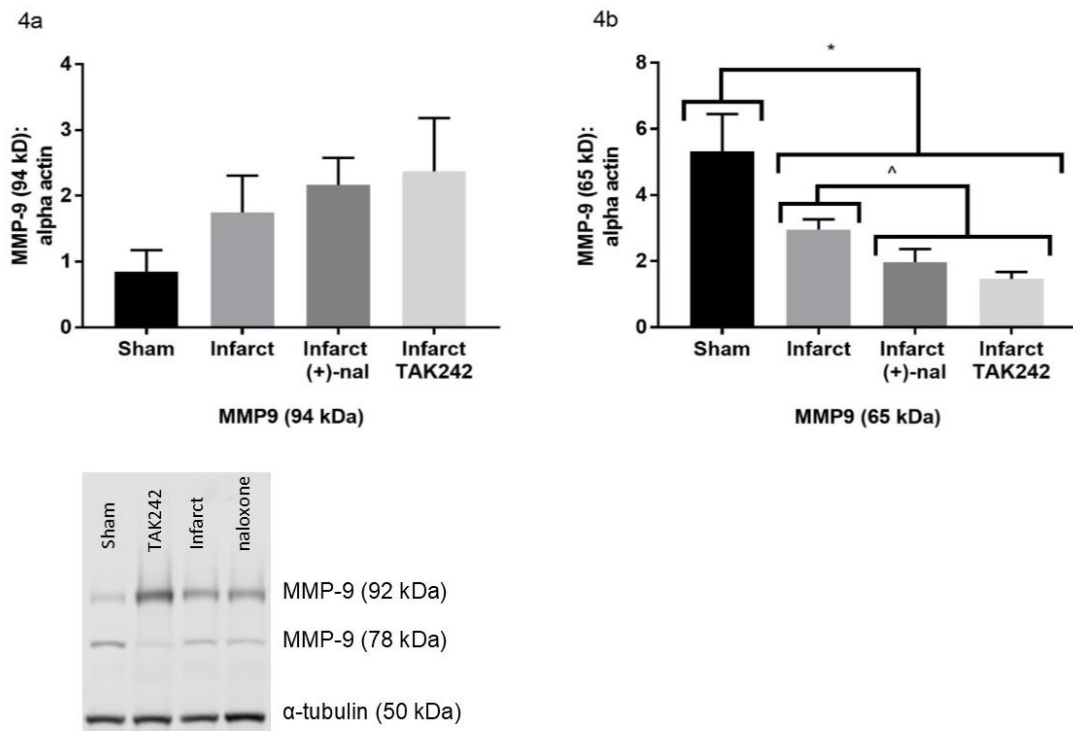 4a
MMP-9 (94 kD):
alpha actin
4
3
2
1
0
Sham
Infarct
Infarct
(+)-nal
Infarct
TAK242
MMP9 (94 kDa)
4b
MMP-9 (65 kD):
alpha actin
8
6
4
2
0
*
^
Sham
Infarct
Infarct
(+)-nal
Infarct
TAK242
MMP9 (65 kDa)
Sham
TAK242
Infarct
naloxone
MMP-9 (92 kDa)
MMP-9 (78 kDa)
α-tubulin (50 kDa)